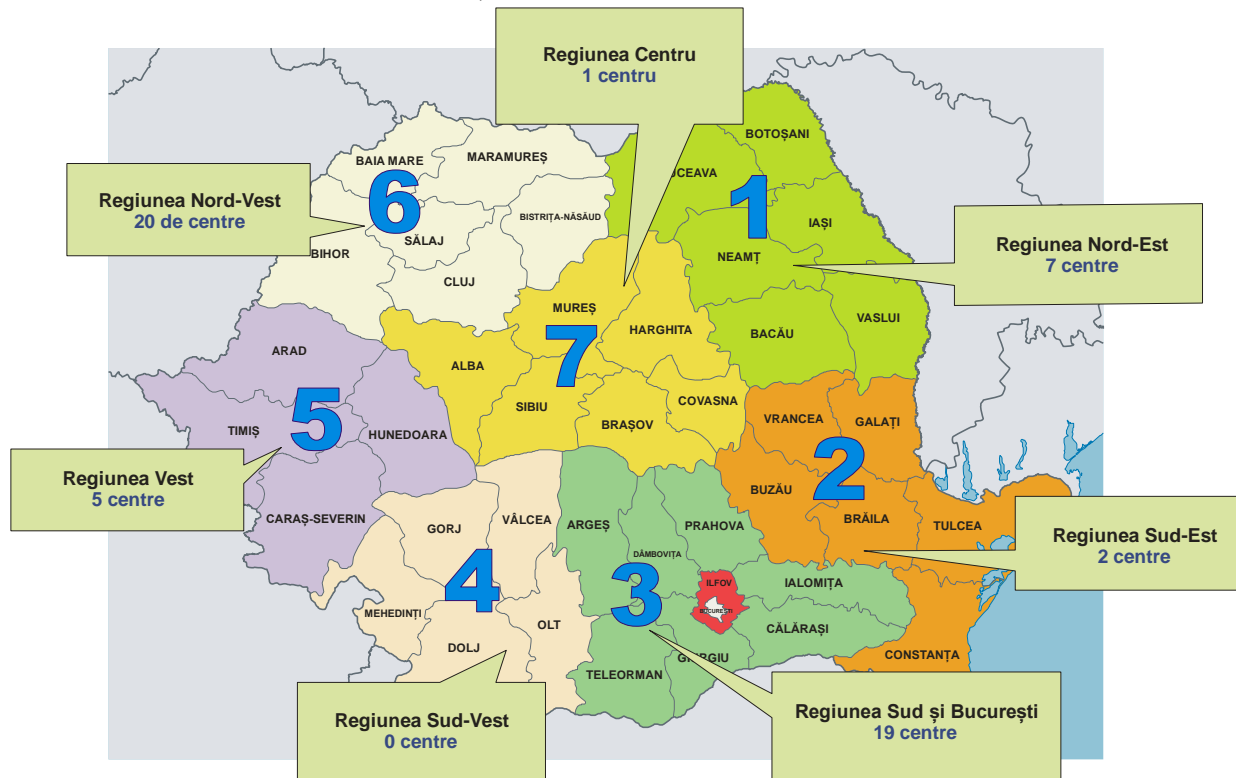 Regiunea Centru
1 centru
Regiunea Nord-Vest
20 de centre
Regiunea Nord-Est
7 centre
Regiunea Vest
5 centre
Regiunea Sud-Est
2 centre
Regiunea Sud-Vest
0 centre
Regiunea Sud și București
19 centre
BAIA MARE
MARAMUREȘ
6
BISTRIȚA-NĂSĂUD
SĂLAJ
BIHOR
CLUJ
BOTOȘANI
UCEAVA
1
IAȘI
NEAMȚ
BACĂU
VASLUI
MUREȘ
HARGHITA
7
ALBA
SIBIU
COVASNA
BRAȘOV
ARAD
5
TIMIȘ
HUNEDOARA
CARAȘ-SEVERIN
VRANCEA
GALAȚI
2
BUZĂU
BRĂILA
TULCEA
CONSTANȚA
GORJ
VÂLCEA
4
MEHEDINȚI
DOLJ
OLT
ARGEȘ
PRAHOVA
DÂMBOVIȚA
3
ILFOV
BUCUREȘTI
IALOMIȚA
CĂLĂRAȘI
TELEORMAN